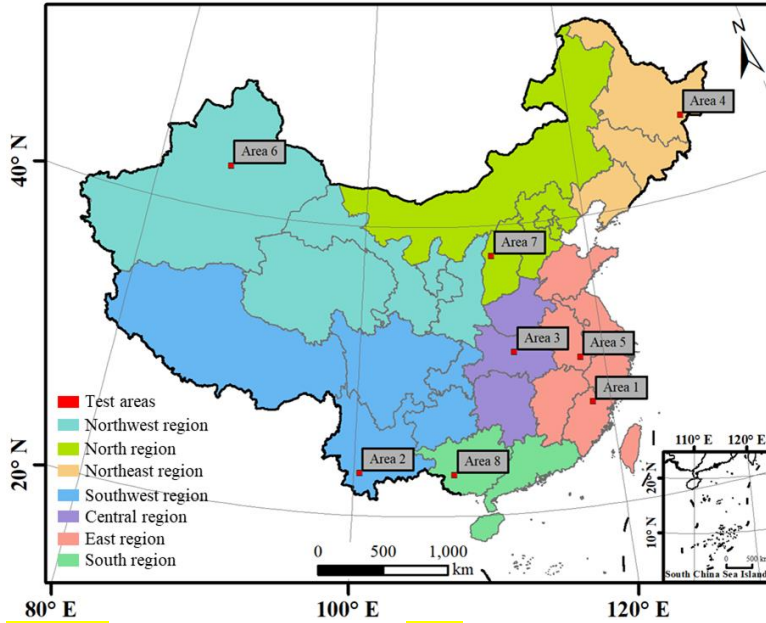 N
Area 4
40° N
Area 6
Area 7
Area 3
Area 5
Area 1
Test areas
Northwest region
North region
Northeast region
Southwest region
Central region
East region
South region
20° N
Area 2
Area 8
0 500 1,000
km
110° E 120° E
20° N
10° N
0 500 km
South China Sea Island
80° E 100° E 120° E